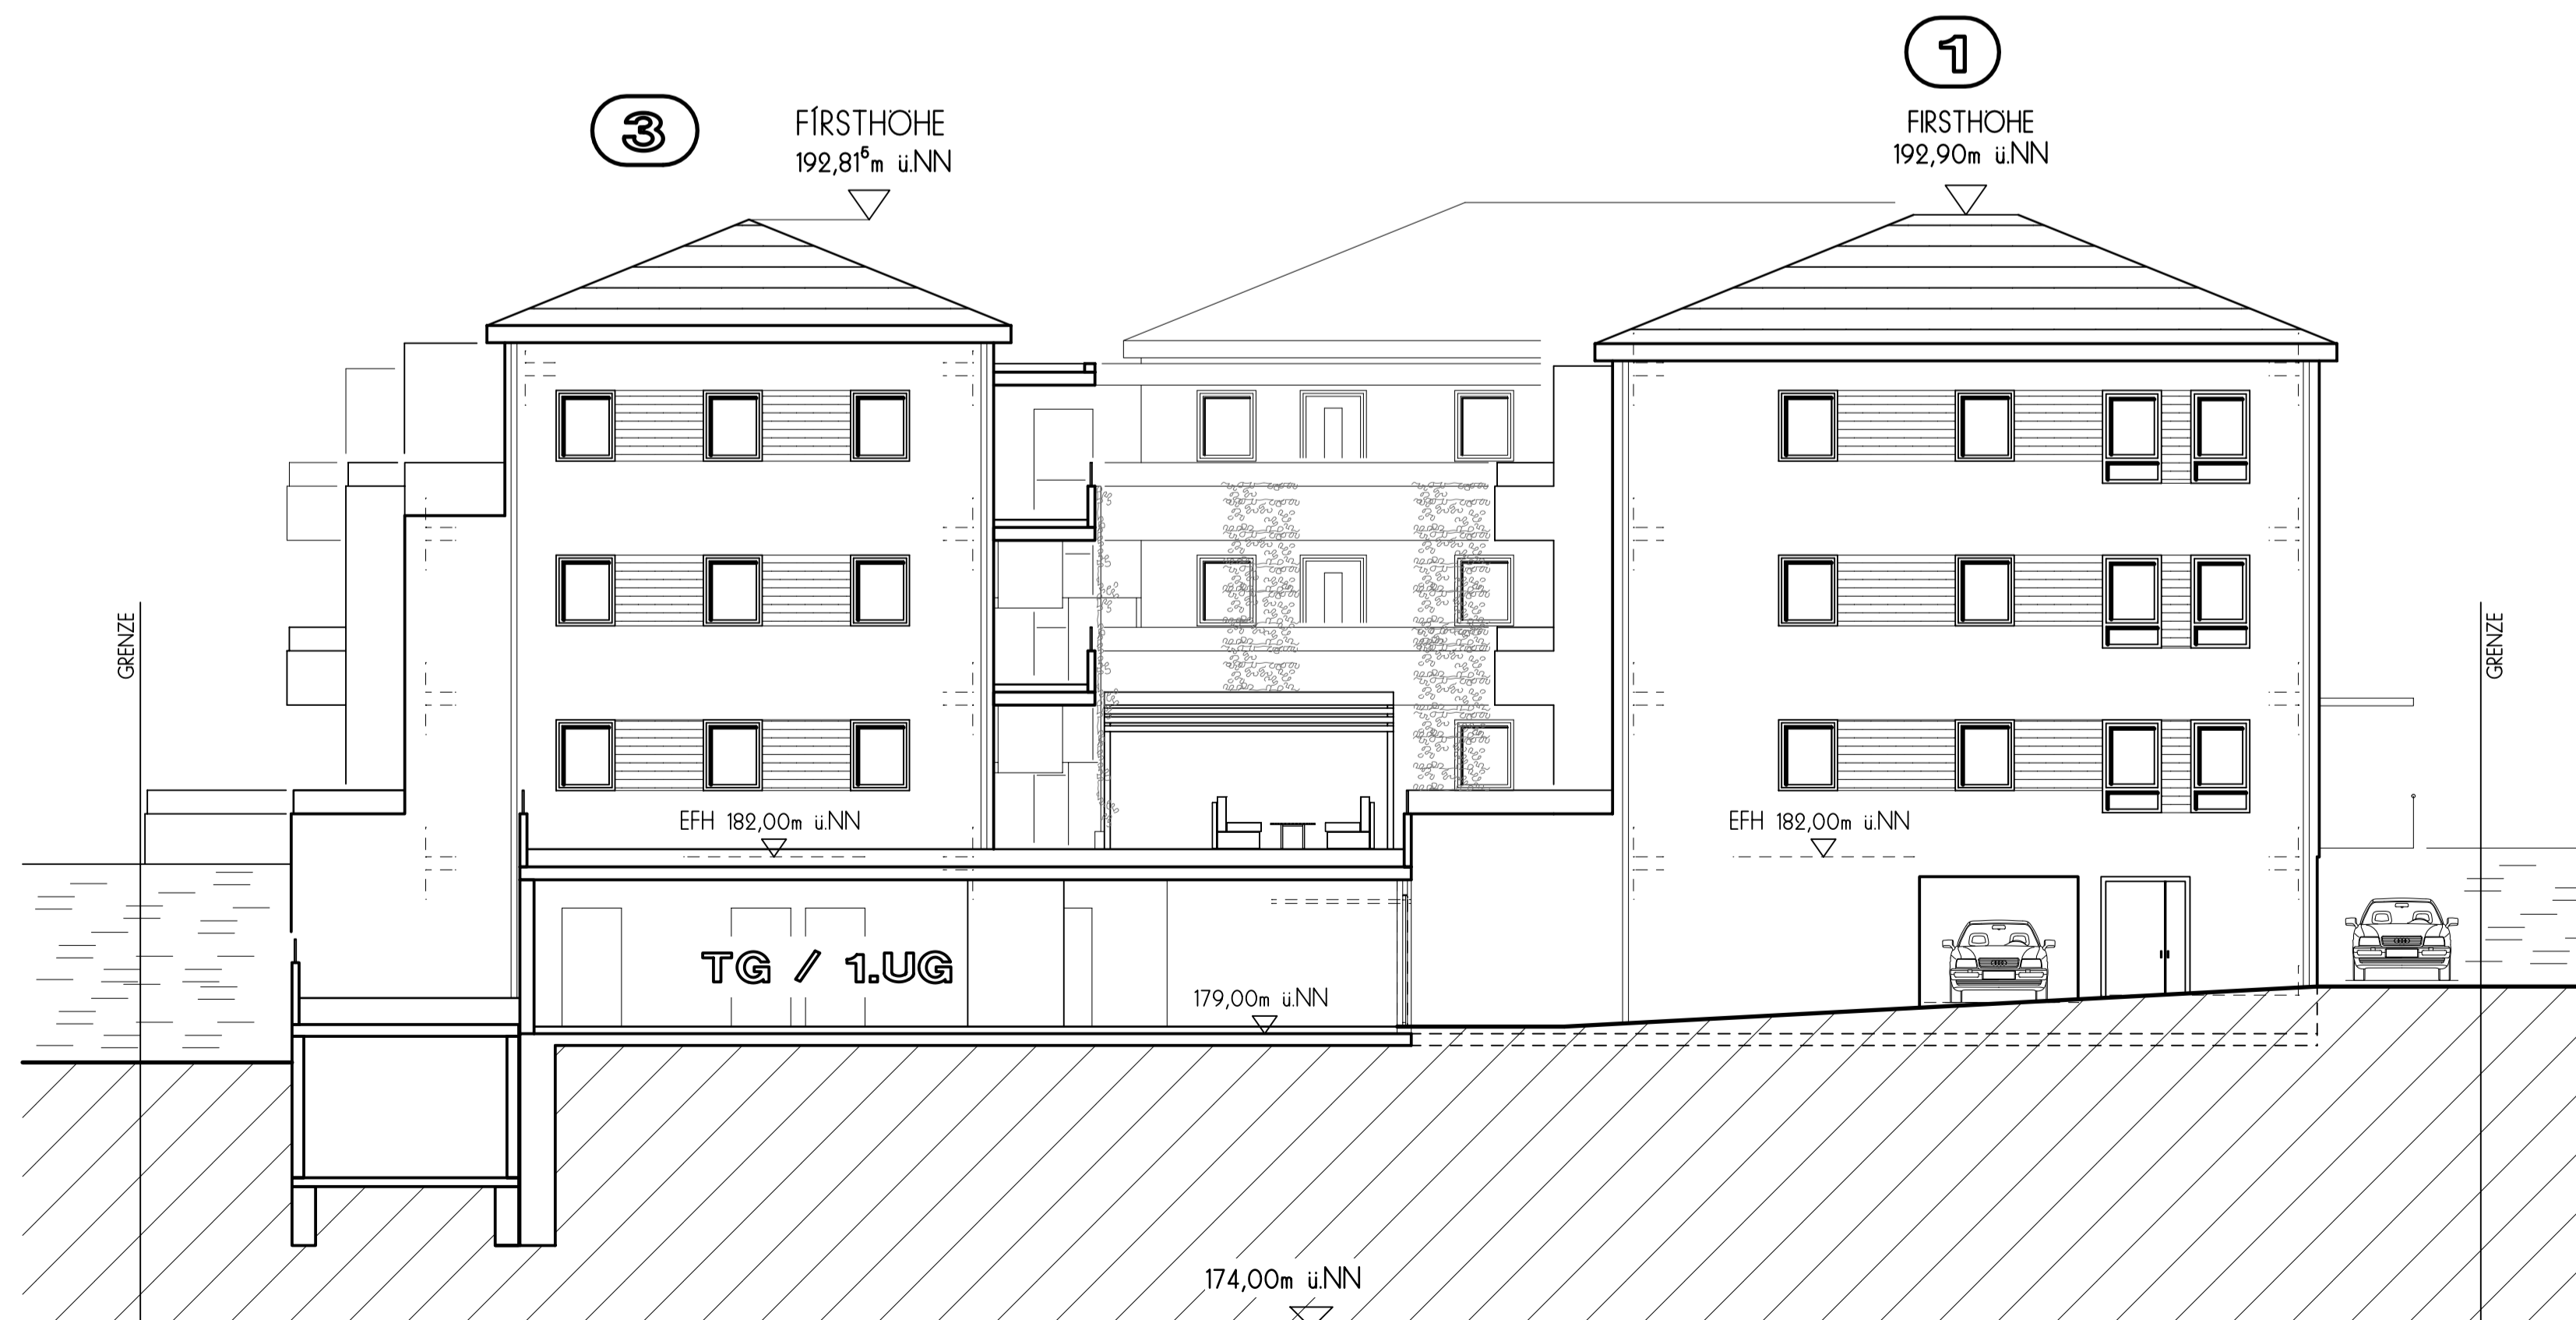 1
3
FIRSTHÖHE
192,81⁵m ü.NN
FIRSTHÖHE
192,90m ü.NN
GRENZE
GRENZE
EFH 182,00m ü.NN
EFH 182,00m ü.NN
TG / 1.UG
179,00m ü.NN
174,00m ü.NN